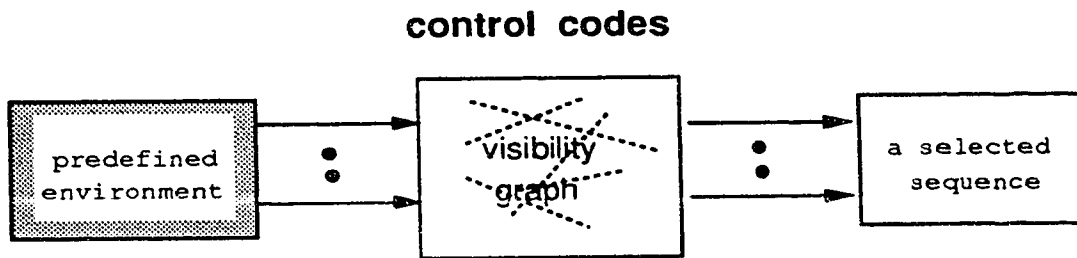 control codes
predefined
environment
visibility
graph
a selected
sequence